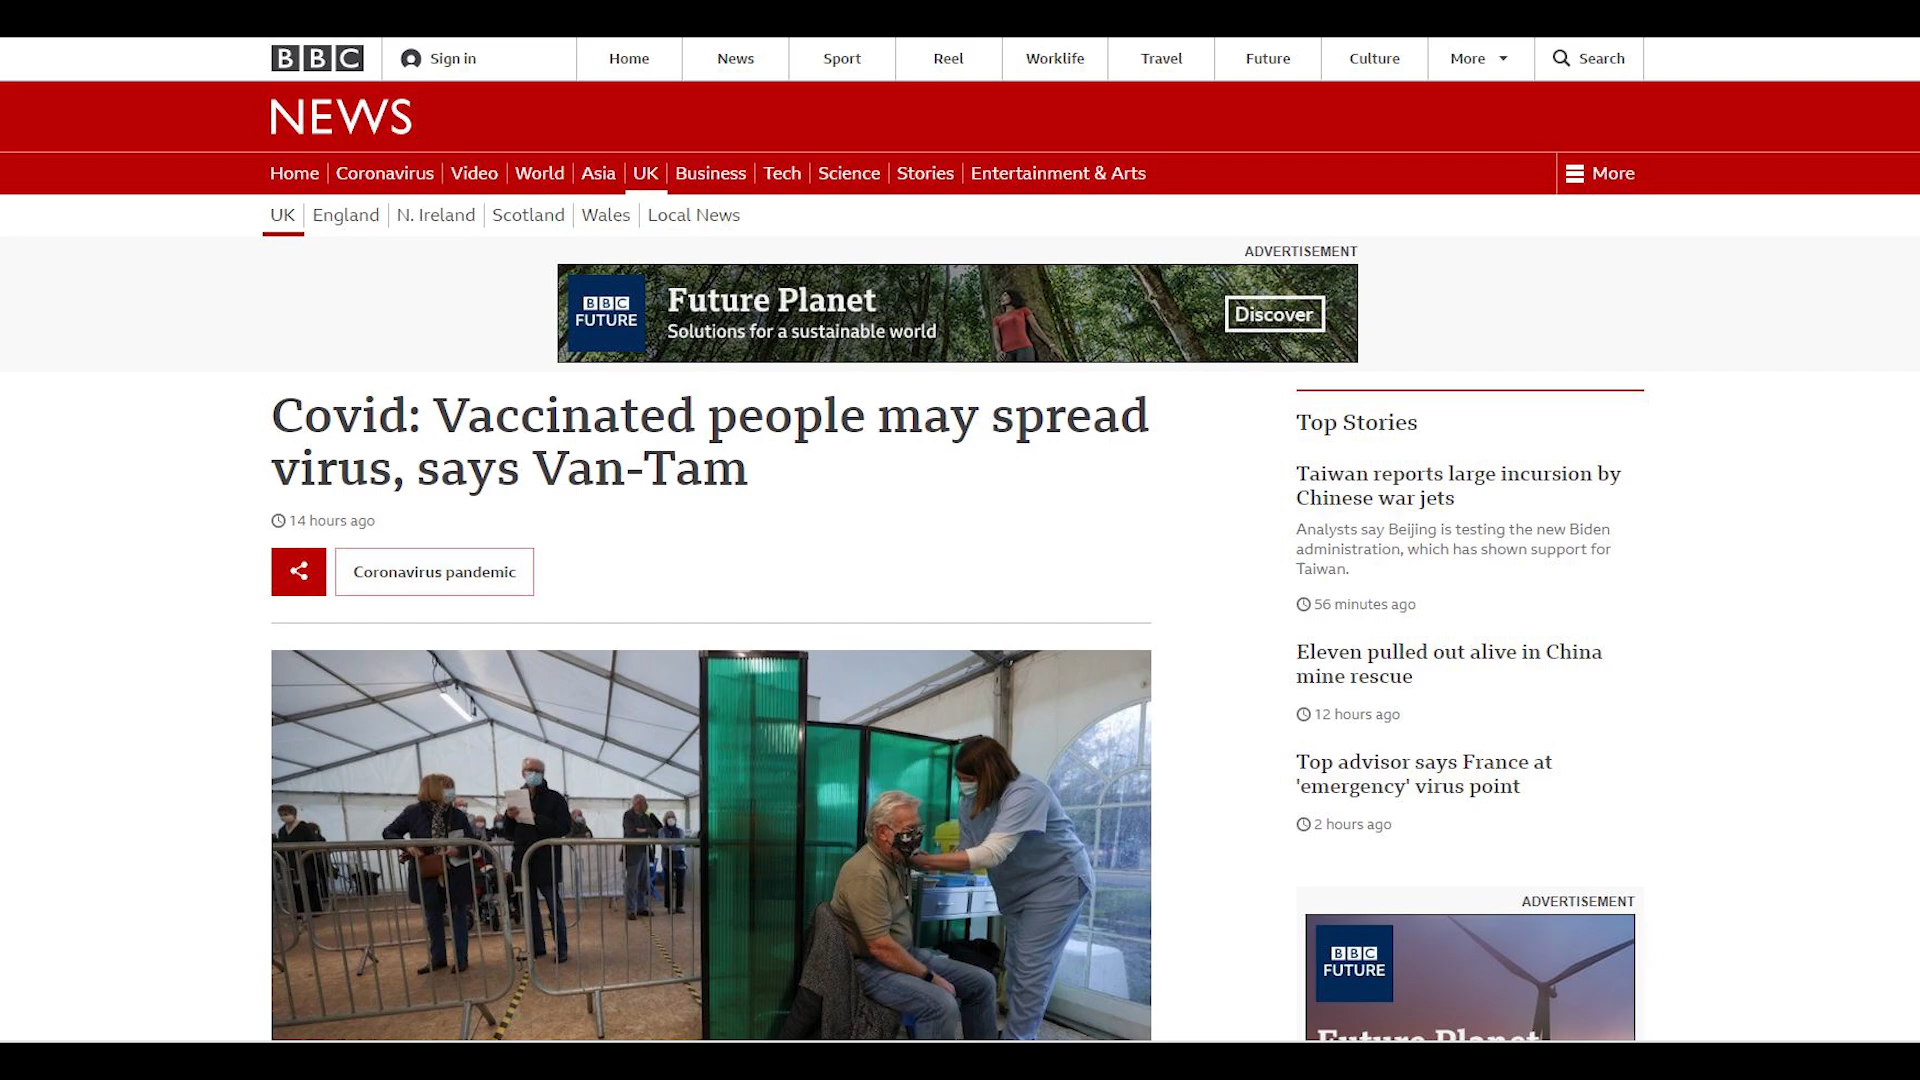 BBC
Sign in
Home
News
Sport
Reel
Worklife
Travel
Future
Culture
More
Search
NEWS
Home
Coronavirus
Video
World
Asia
UK
Business
Tech
Science
Stories
Entertainment & Arts
More
UK
England
N. Ireland
Scotland
Wales
Local News
ADVERTISEMENT
BBC
FUTURE
Future Planet
Solutions for a sustainable world
Discover
Covid: Vaccinated people may spread
virus, says Van-Tam
14 hours ago
Coronavirus pandemic
Top Stories
Taiwan reports large incursion by
Chinese war jets
Analysts say Beijing is testing the new Biden
administration, which has shown support for
Taiwan.
56 minutes ago
Eleven pulled out alive in China
mine rescue
12 hours ago
Top advisor says France at
'emergency' virus point
2 hours ago
ADVERTISEMENT
BBC
FUTURE
Future Planet